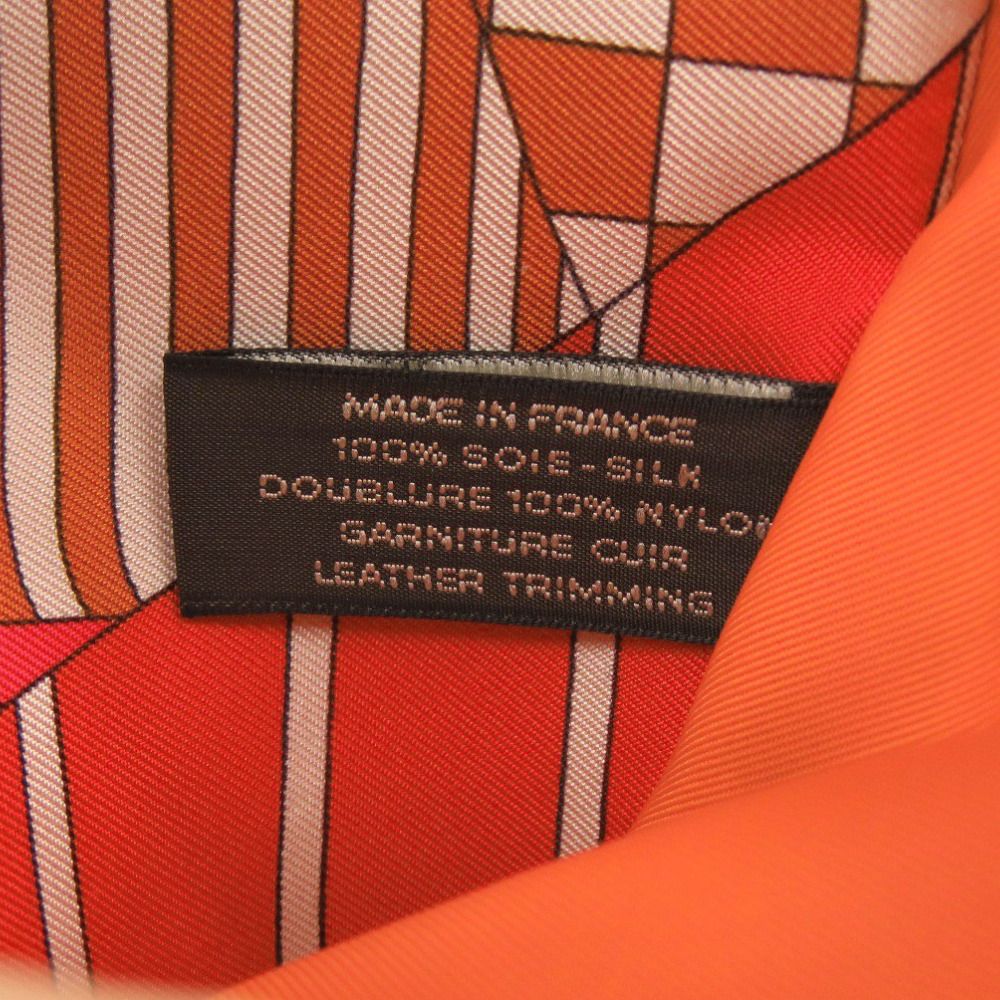 MADE IN FRANCE
100% SOIE-SILK
DOUBLURE 100% NYLON
GARNITURE CUIR
LEATHER TRIMMING